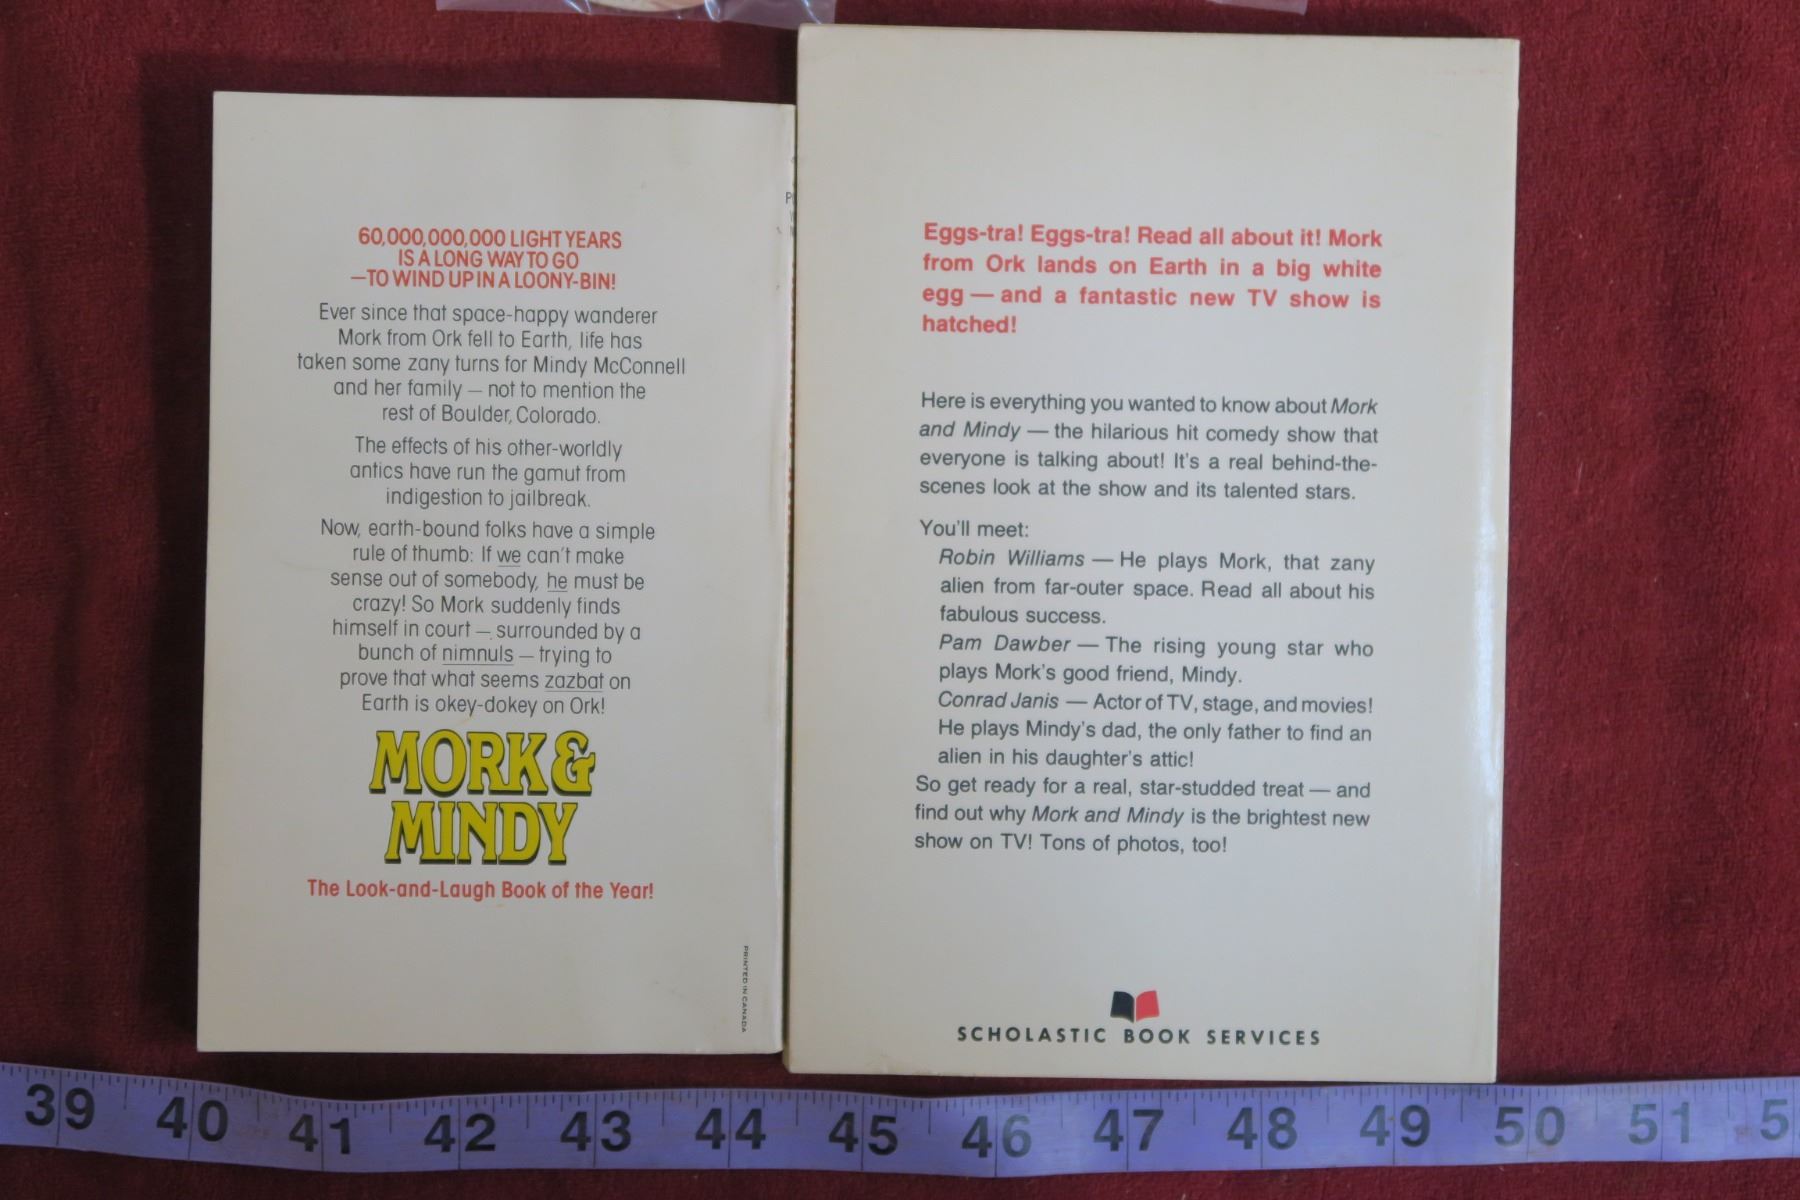 60,000,000,000 LIGHT YEARS
IS A LONG WAY TO GO
—TO WIND UP IN A LOONY-BIN!
Ever since that space-happy wanderer
Mork from Ork fell to Earth, life has
taken some zany turns for Mindy McConnell
and her family — not to mention the
rest of Boulder, Colorado.
The effects of his other-worldly
antics have run the gamut from
indigestion to jailbreak.
Now, earth-bound folks have a simple
rule of thumb: If we can't make
sense out of somebody, he must be
crazy! So Mork suddenly finds
himself in court — surrounded by a
bunch of nimnuls — trying to
prove that what seems zazbat on
Earth is okey-dokey on Ork!
MORK &
MINDY
The Look-and-Laugh Book of the Year!
PRINTED IN CANADA
Eggs-tra! Eggs-tra! Read all about it! Mork
from Ork lands on Earth in a big white
egg — and a fantastic new TV show is
hatched!
Here is everything you wanted to know about Mork
and Mindy — the hilarious hit comedy show that
everyone is talking about! It's a real behind-the-
scenes look at the show and its talented stars.
You'll meet:
Robin Williams — He plays Mork, that zany
alien from far-outer space. Read all about his
fabulous success.
Pam Dawber — The rising young star who
plays Mork's good friend, Mindy.
Conrad Janis — Actor of TV, stage, and movies!
He plays Mindy's dad, the only father to find an
alien in his daughter's attic!
So get ready for a real, star-studded treat — and
find out why Mork and Mindy is the brightest new
show on TV! Tons of photos, too!
SCHOLASTIC BOOK SERVICES
39 40 41 42 43 44 45 46 47 48 49 50 51 5